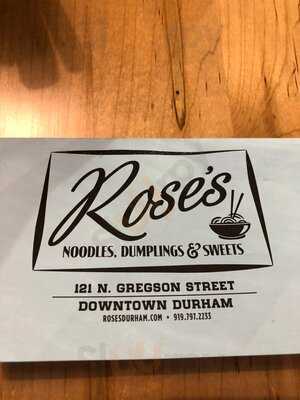 Rose's
NOODLES, DUMPLINGS & SWEETS
121 N. GREGSON STREET
DOWNTOWN DURHAM
ROSESDURHAM.COM • 919.797.2233